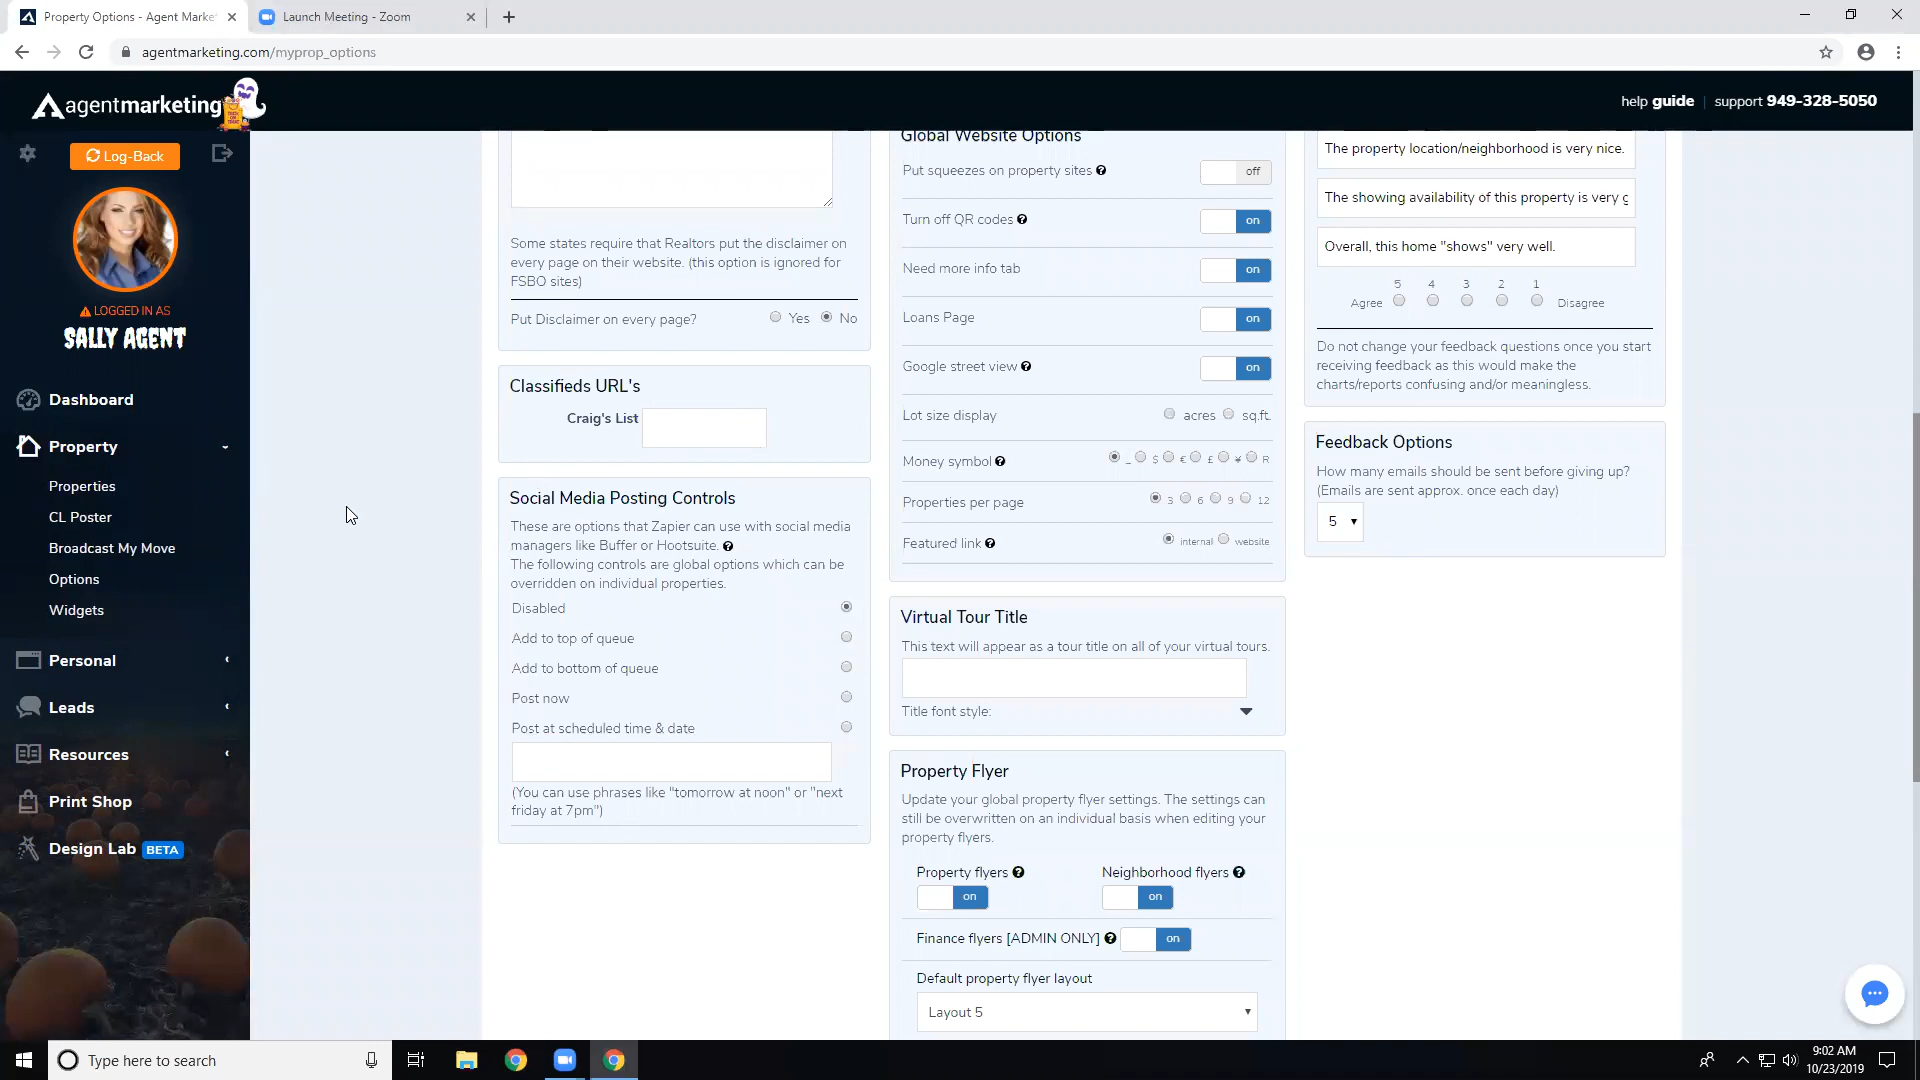 Property Options - Agent Marke
Launch Meeting - Zoom
agentmarketing.com/myprop_options
agentmarketing
help guide | support 949-328-5050
Log-Back
LOGGED IN AS
SALLY AGENT
Dashboard
Property
Properties
CL Poster
Broadcast My Move
Options
Widgets
Personal
Leads
Resources
Print Shop
Design Lab BETA
Some states require that Realtors put the disclaimer on
every page on their website. (this option is ignored for
FSBO sites)
Put Disclaimer on every page? Yes No
Classifieds URL's
Craig's List
Social Media Posting Controls
These are options that Zapier can use with social media
managers like Buffer or Hootsuite.
The following controls are global options which can be
overridden on individual properties.
Disabled
Add to top of queue
Add to bottom of queue
Post now
Post at scheduled time & date
(You can use phrases like "tomorrow at noon" or "next
friday at 7pm")
Global Website Options
Put squeezes on property sites off
Turn off QR codes on
Need more info tab on
Loans Page on
Google street view on
Lot size display acres sq.ft.
Money symbol _ $ € £ ¥ R
Properties per page 3 6 9 12
Featured link internal website
Virtual Tour Title
This text will appear as a tour title on all of your virtual tours.
Title font style:
Property Flyer
Update your global property flyer settings. The settings can
still be overwritten on an individual basis when editing your
property flyers.
Property flyers Neighborhood flyers
on on
Finance flyers [ADMIN ONLY] on
Default property flyer layout
Layout 5
The property location/neighborhood is very nice.
The showing availability of this property is very g
Overall, this home "shows" very well.
5 4 3 2 1
Agree Disagree
Do not change your feedback questions once you start
receiving feedback as this would make the
charts/reports confusing and/or meaningless.
Feedback Options
How many emails should be sent before giving up?
(Emails are sent approx. once each day)
5
Type here to search
9:02 AM
10/23/2019